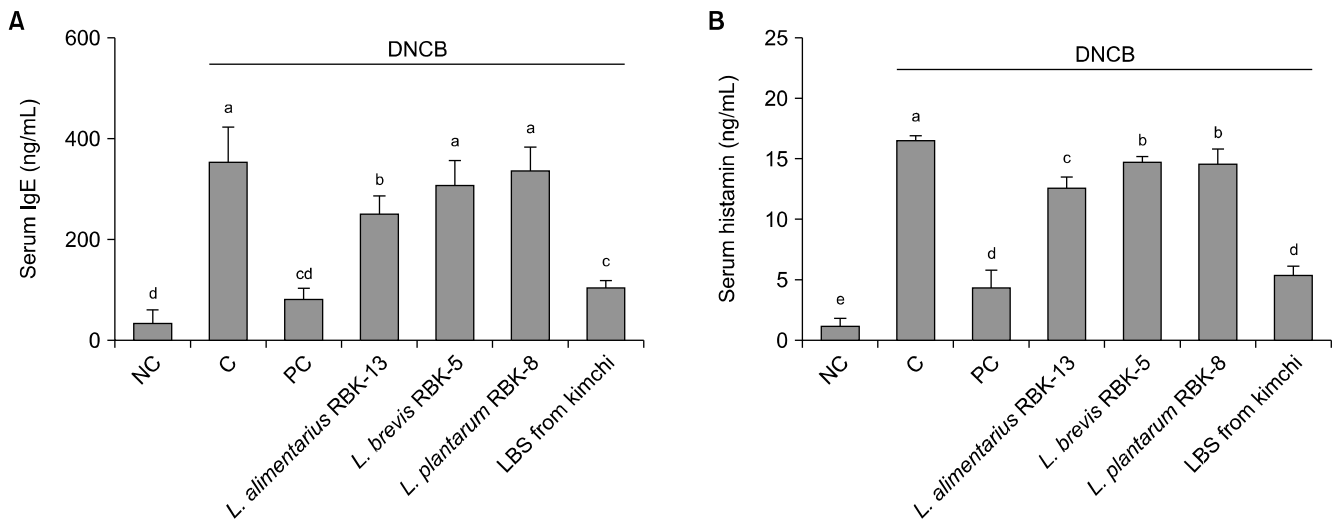 A
600
400
200
0
Serum IgE (ng/mL)
DNCB
d
a
cd
b
a
a
c
NC
C
PC
L. alimentarius RBK-13
L. brevis RBK-5
L. plantarum RBK-8
LBS from kimchi
B
25
20
15
10
5
0
Serum histamin (ng/mL)
DNCB
e
a
d
c
b
b
d
NC
C
PC
L. alimentarius RBK-13
L. brevis RBK-5
L. plantarum RBK-8
LBS from kimchi